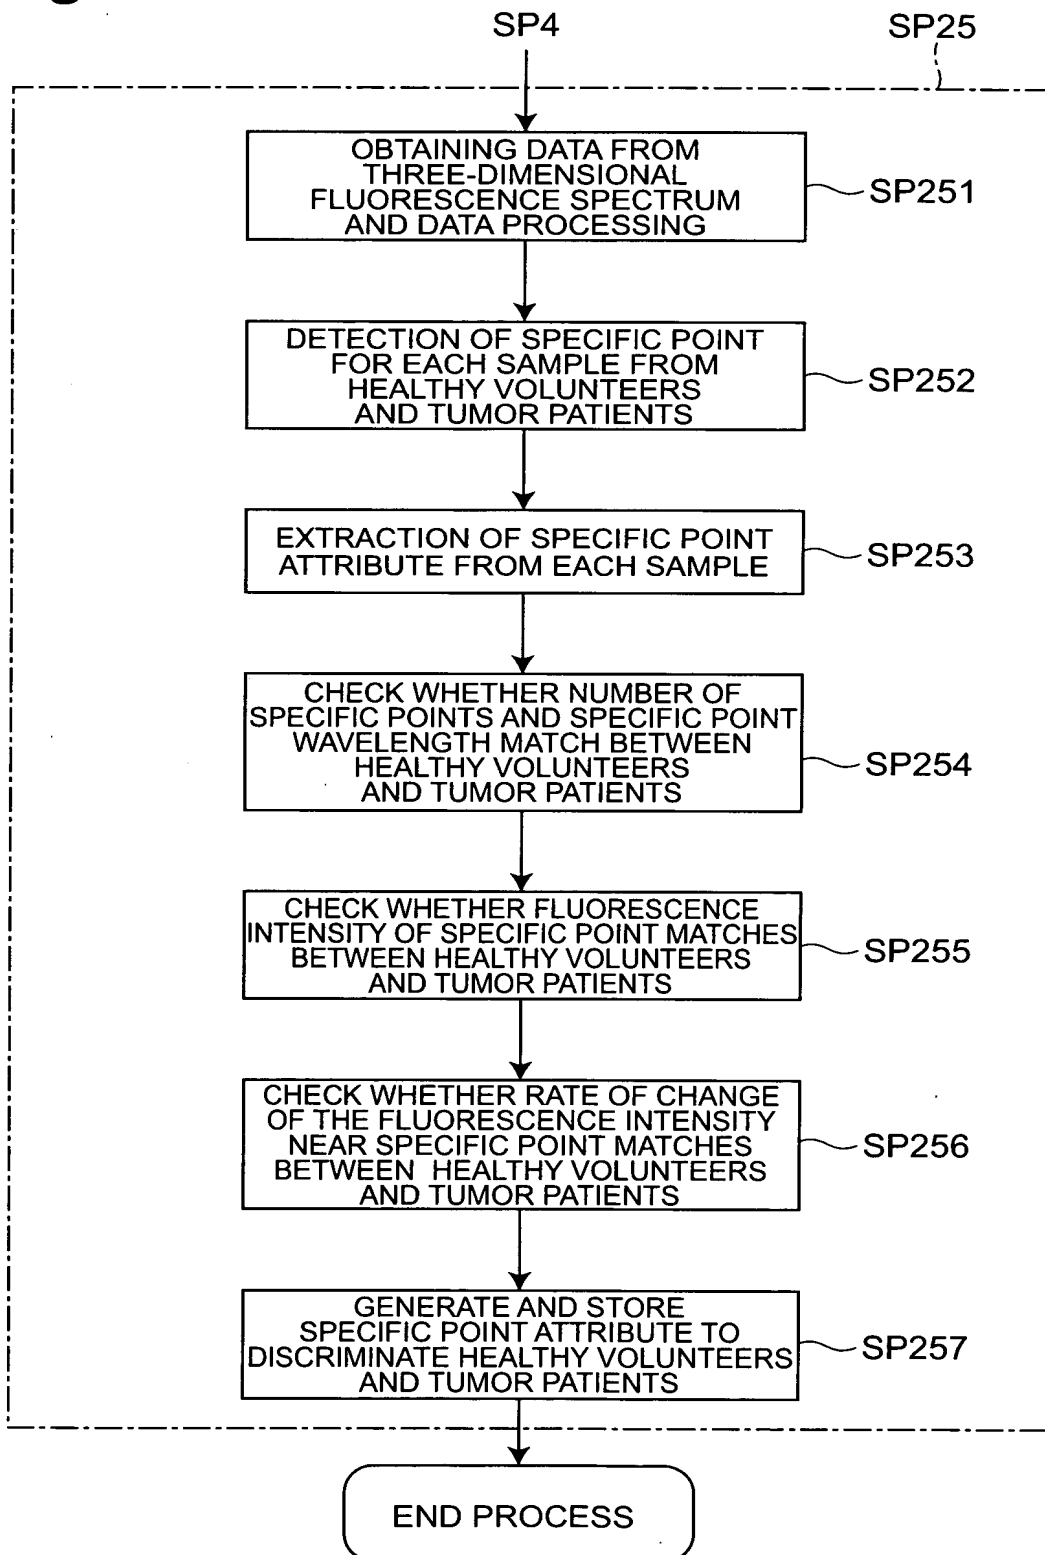 SP4
SP25
OBTAINING DATA FROM
THREE-DIMENSIONAL
FLUORESCENCE SPECTRUM
AND DATA PROCESSING
SP251
DETECTION OF SPECIFIC POINT
FOR EACH SAMPLE FROM
HEALTHY VOLUNTEERS
AND TUMOR PATIENTS
SP252
EXTRACTION OF SPECIFIC POINT
ATTRIBUTE FROM EACH SAMPLE
SP253
CHECK WHETHER NUMBER OF
SPECIFIC POINTS AND SPECIFIC POINT
WAVELENGTH MATCH BETWEEN
HEALTHY VOLUNTEERS
AND TUMOR PATIENTS
SP254
CHECK WHETHER FLUORESCENCE
INTENSITY OF SPECIFIC POINT MATCHES
BETWEEN HEALTHY VOLUNTEERS
AND TUMOR PATIENTS
SP255
CHECK WHETHER RATE OF CHANGE
OF THE FLUORESCENCE INTENSITY
NEAR SPECIFIC POINT MATCHES
BETWEEN HEALTHY VOLUNTEERS
AND TUMOR PATIENTS
SP256
GENERATE AND STORE
SPECIFIC POINT ATTRIBUTE TO
DISCRIMINATE HEALTHY VOLUNTEERS
AND TUMOR PATIENTS
SP257
END PROCESS